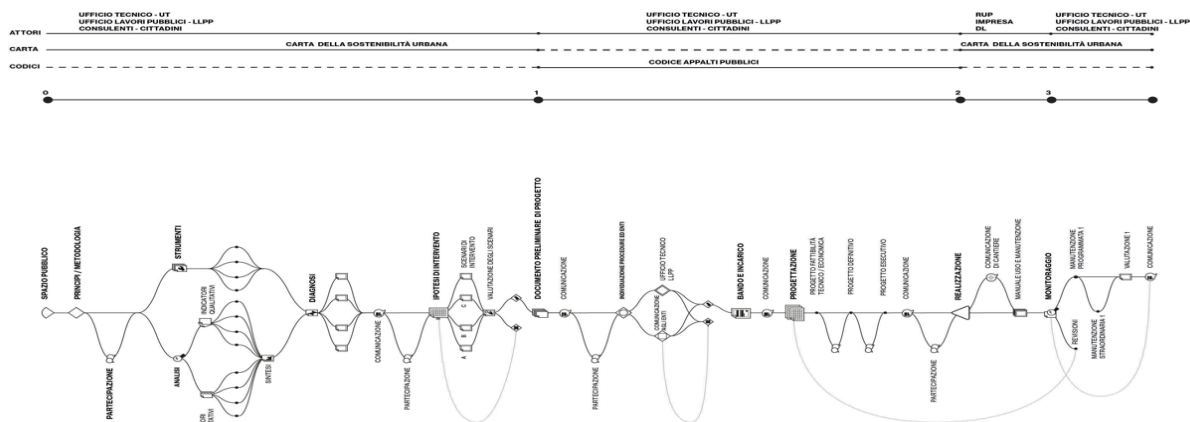 UFFICIO TECNICO - UT
UFFICIO LAVORI PUBBLICI - LLPP
CONSULENTI - CITTADINI
UFFICIO TECNICO - UT
UFFICIO LAVORI PUBBLICI - LLPP
CONSULENTI - CITTADINI
RUP
IMPRESA
DL
UFFICIO TECNICO - UT
UFFICIO LAVORI PUBBLICI - LLPP
CONSULENTI - CITTADINI
ATTORI
CARTA DELLA SOSTENIBILITÀ URBANA
CARTA DELLA SOSTENIBILITÀ URBANA
CARTA
CODICE APPALTI PUBBLICI
CODICI
0
1
2
3
SPAZIO PUBBLICO
PRINCIPI / METODOLOGIA
PARTECIPAZIONE
STRUMENTI
ANALISI
INDICATORI
QUALITATIVI
SINTESI
DIAGNOSI
COMUNICAZIONE
PARTECIPAZIONE
IPOTESI DI INTERVENTO
A
B
C
SCENARI DI
INTERVENTO
VALUTAZIONE DEGLI SCENARI
DOCUMENTO PRELIMINARE DI PROGETTO
COMUNICAZIONE
PARTECIPAZIONE
INDIVIDUAZIONE PROCEDURE ED ENTI
COMUNICAZIONE
AGLI ENTI
UFFICIO TECNICO
LLPP
BANDO E INCARICO
COMUNICAZIONE
PROGETTAZIONE
PROGETTO FATTIBILITÀ
TECNICO / ECONOMICA
PROGETTO DEFINITIVO
PROGETTO ESECUTIVO
COMUNICAZIONE
PARTECIPAZIONE
REALIZZAZIONE
COMUNICAZIONE
DI CANTIERE
MANUALE USO E MANUTENZIONE
MONITORAGGIO
MANUTENZIONE
PROGRAMMATA 1
REVISIONI
MANUTENZIONE
STRAORDINARIA 1
VALUTAZIONE 1
COMUNICAZIONE